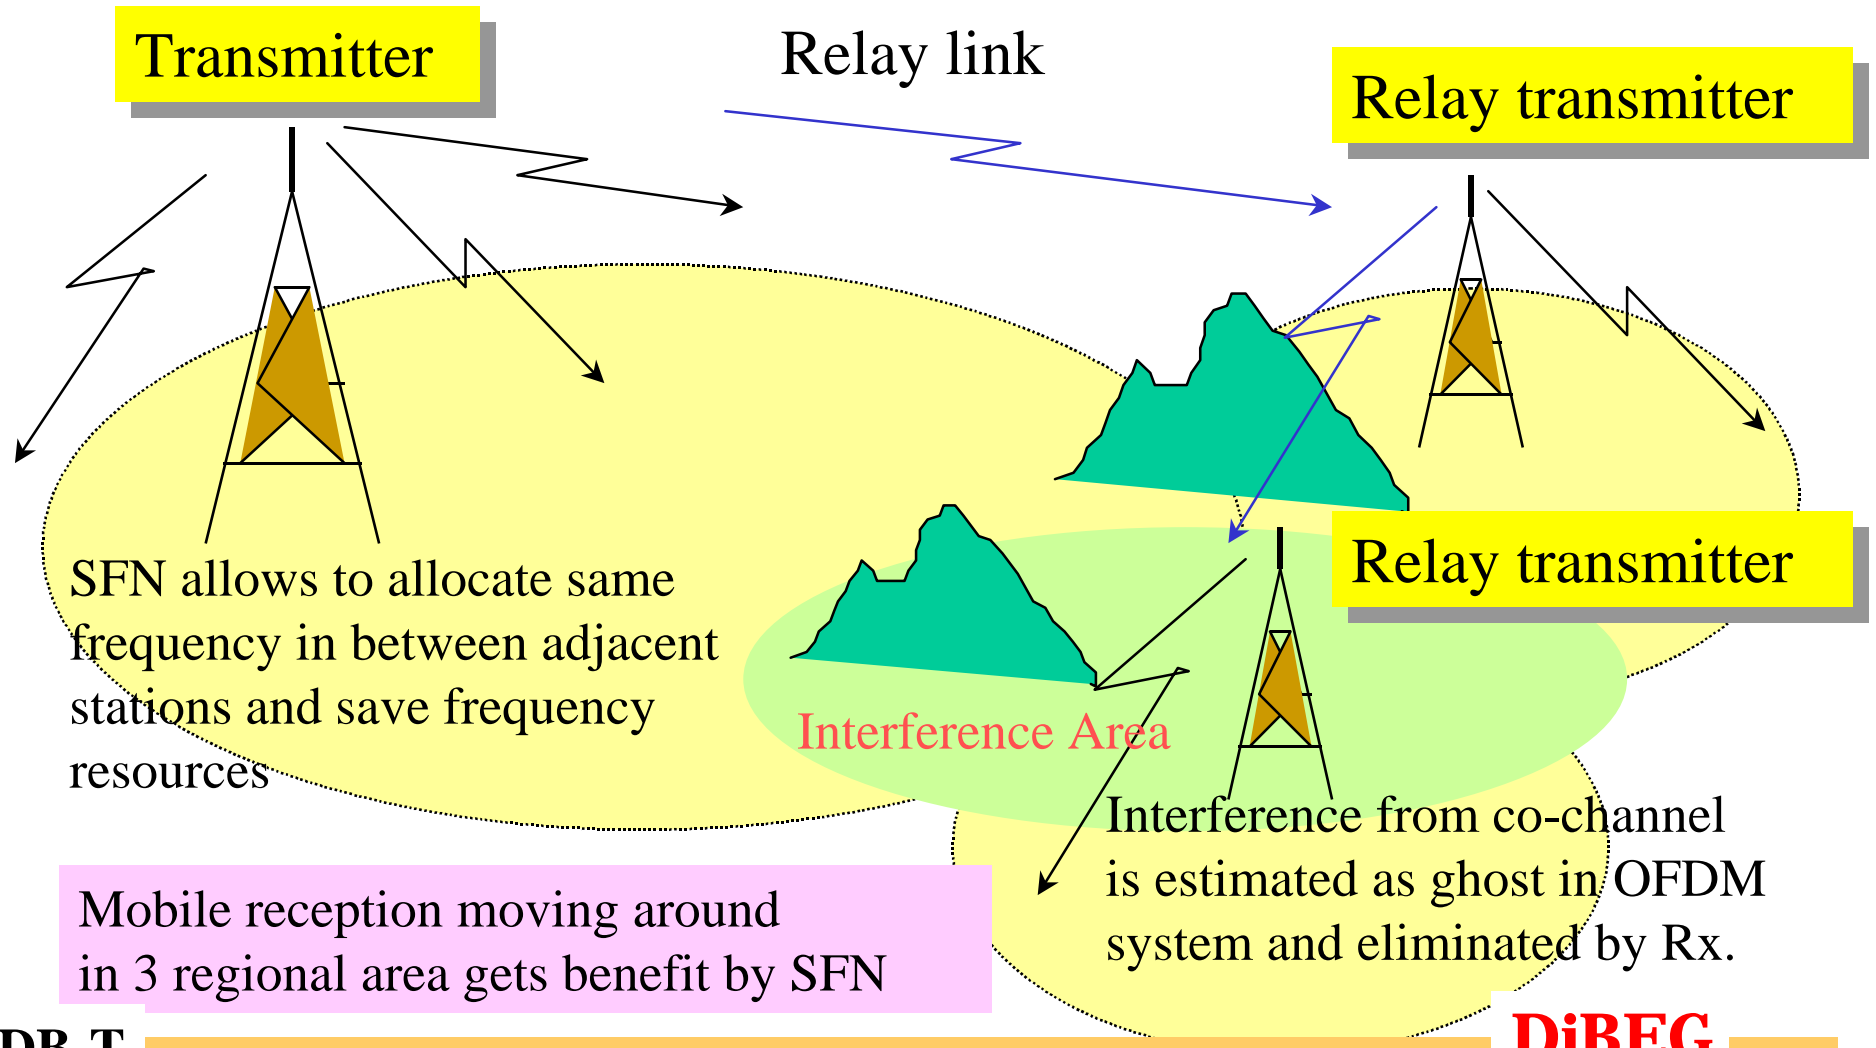 Transmitter
Relay link
Relay transmitter
Relay transmitter
SFN allows to allocate same
frequency in between adjacent
stations and save frequency
resources
Interference Area
Interference from co-channel
is estimated as ghost in OFDM
system and eliminated by Rx.
Mobile reception moving around
in 3 regional area gets benefit by SFN
DB-T
DiBEG